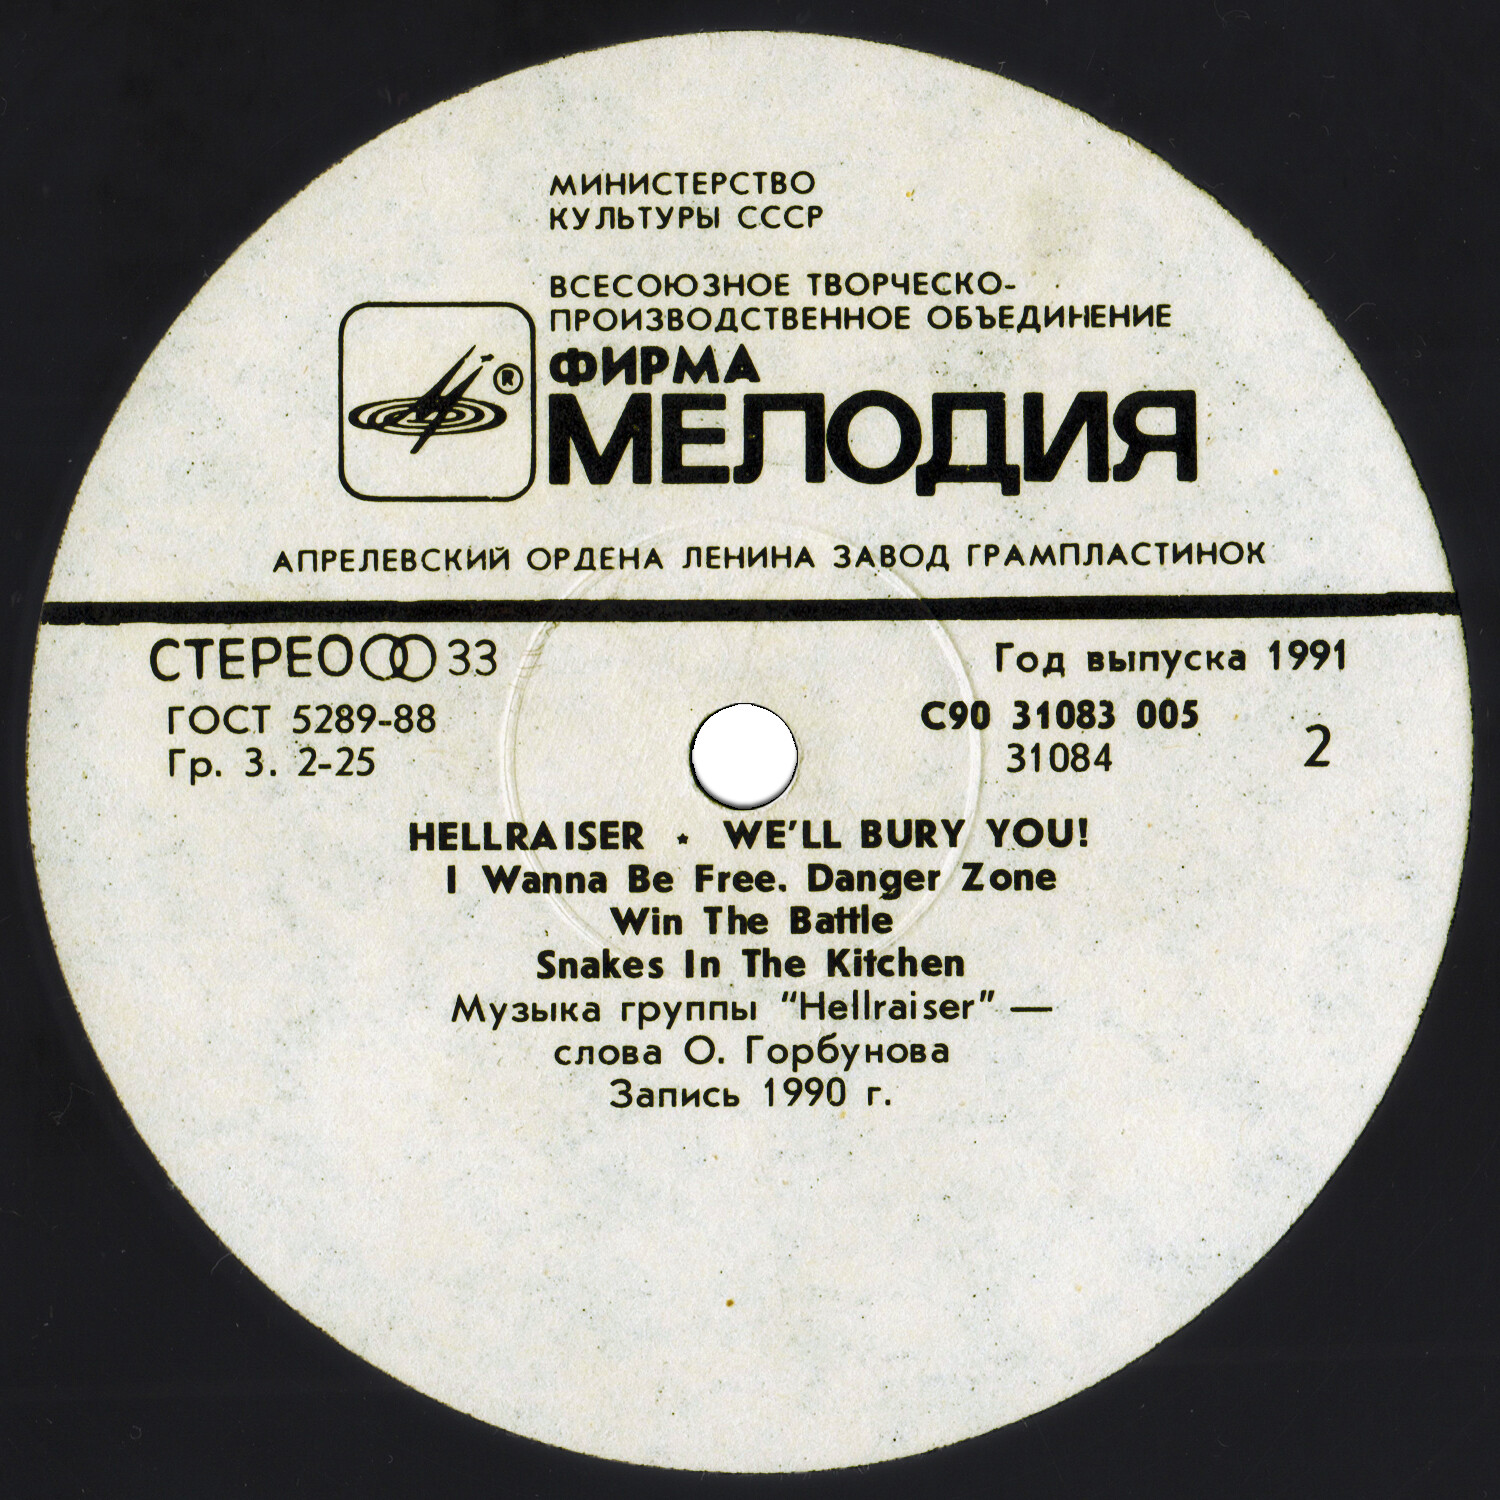 МИНИСТЕРСТВО
КУЛЬТУРЫ СССР
ВСЕСОЮЗНОЕ ТВОРЧЕСКО-
ПРОИЗВОДСТВЕННОЕ ОБЪЕДИНЕНИЕ
ФИРМА
МЕЛОДИЯ
®
АПРЕЛЕВСКИЙ ОРДЕНА ЛЕНИНА ЗАВОД ГРАМПЛАСТИНОК
СТЕРЕО 33
Год выпуска 1991
ГОСТ 5289-88
С90 31083 005
Гр. 3. 2-25
31084
2
HELLRAISER ★ WE'LL BURY YOU!
I Wanna Be Free. Danger Zone
Win The Battle
Snakes In The Kitchen
Музыка группы "Hellraiser" —
слова О. Горбунова
Запись 1990 г.